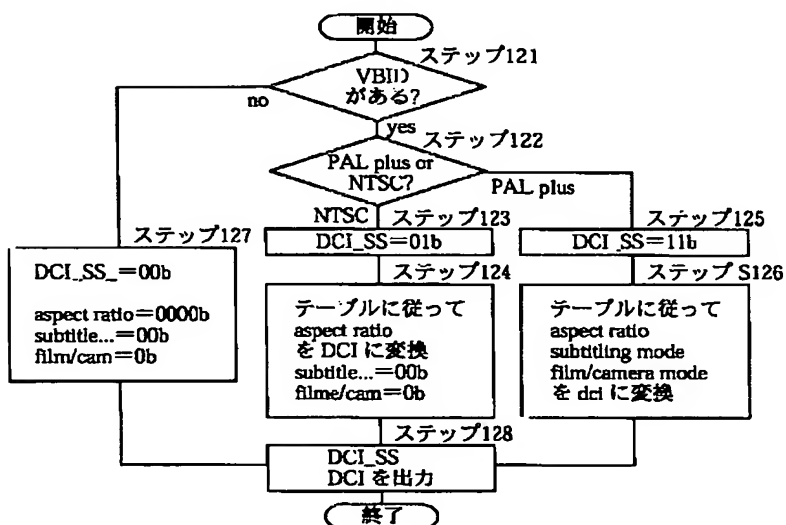 開始
ステップ121
VBID
がある?
no
yes
ステップ122
PAL plus or
NTSC?
PAL plus
NTSC
ステップ123
DCI_SS=01b
ステップ125
DCI_SS=11b
ステップ127
DCI_SS_=00b
aspect ratio=0000b
subtitle...=00b
film/cam=0b
ステップ124
テーブルに従って
aspect ratio
を DCI に変換
subtitle...=00b
filme/cam=0b
ステップ S126
テーブルに従って
aspect ratio
subtitling mode
film/camera mode
を dci に変換
ステップ128
DCI_SS
DCI を出力
終了